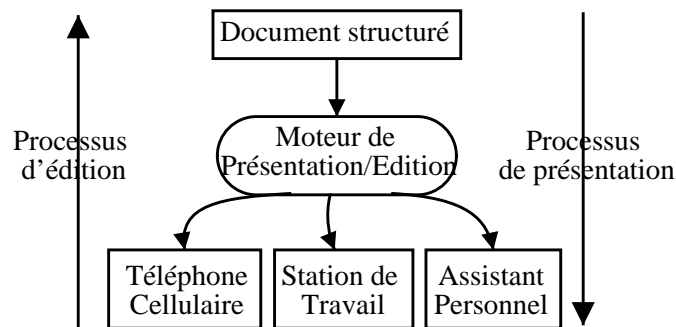 Document structuré
Processus
d’édition
Moteur de
Présentation/Edition
Processus
de présentation
Téléphone
Cellulaire
Station de
Travail
Assistant
Personnel